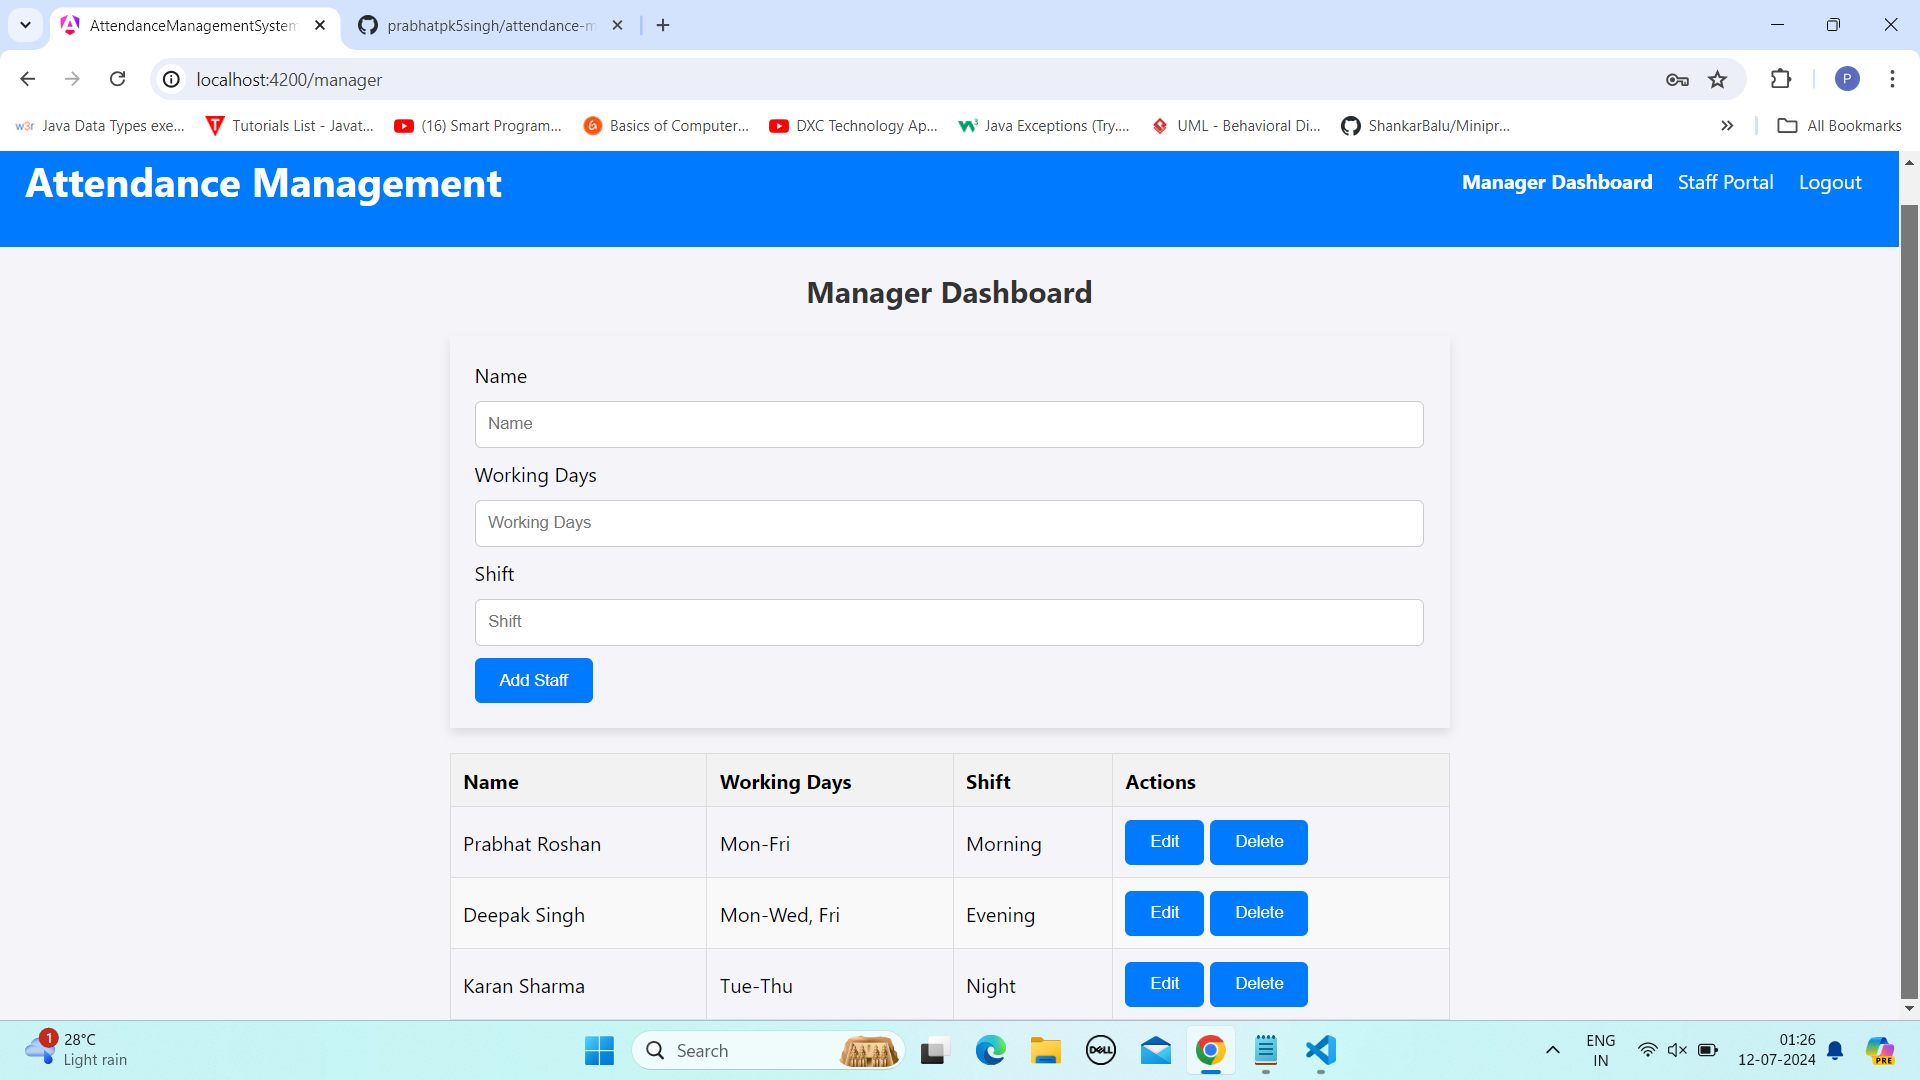 AttendanceManagementSystem
prabhatpk5singh/attendance-m
localhost:4200/manager
P
Java Data Types exe...
Tutorials List - Javat...
(16) Smart Program...
Basics of Computer...
DXC Technology Ap...
Java Exceptions (Try....
UML - Behavioral Di...
ShankarBalu/Minipr...
All Bookmarks
Attendance Management
Manager Dashboard Staff Portal Logout
Manager Dashboard
Name
Name
Working Days
Working Days
Shift
Shift
Add Staff
Name Working Days Shift Actions
Prabhat Roshan Mon-Fri Morning Edit Delete
Deepak Singh Mon-Wed, Fri Evening Edit Delete
Karan Sharma Tue-Thu Night Edit Delete
1
28°C
Light rain
Search
DELL
ENG
IN
01:26
12-07-2024
PRE